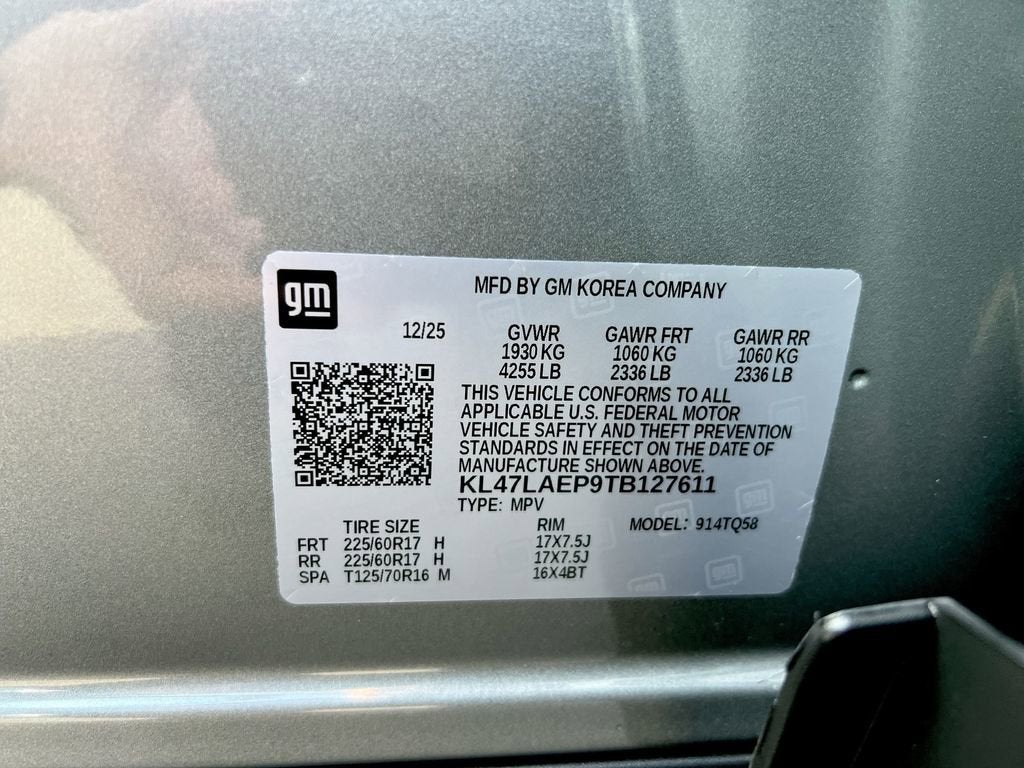 gm
MFD BY GM KOREA COMPANY
12/25 GVWR GAWR FRT GAWR RR
1930 KG 1060 KG 1060 KG
4255 LB 2336 LB 2336 LB
THIS VEHICLE CONFORMS TO ALL
APPLICABLE U.S. FEDERAL MOTOR
VEHICLE SAFETY AND THEFT PREVENTION
STANDARDS IN EFFECT ON THE DATE OF
MANUFACTURE SHOWN ABOVE.
KL47LAEP9TB127611
TYPE: MPV
TIRE SIZE RIM MODEL: 914TQ58
FRT 225/60R17 H 17X7.5J
RR 225/60R17 H 17X7.5J
SPA T125/70R16 M 16X4BT